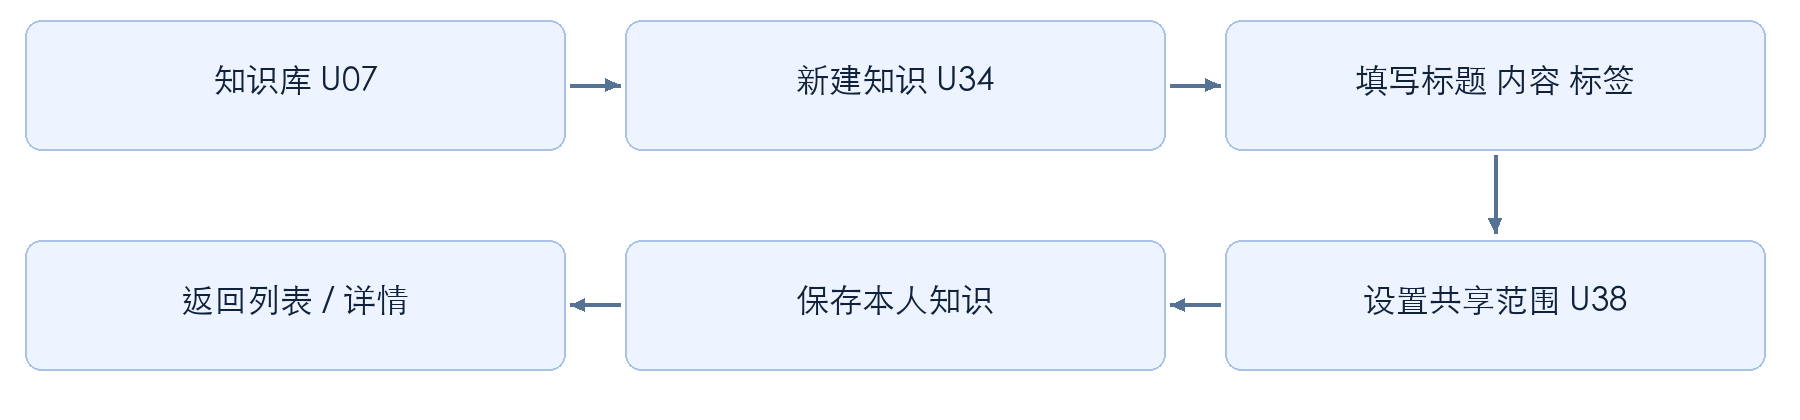 知识库 U07
新建知识 U34
填写标题 内容 标签
设置共享范围 U38
保存本人知识
返回列表 / 详情